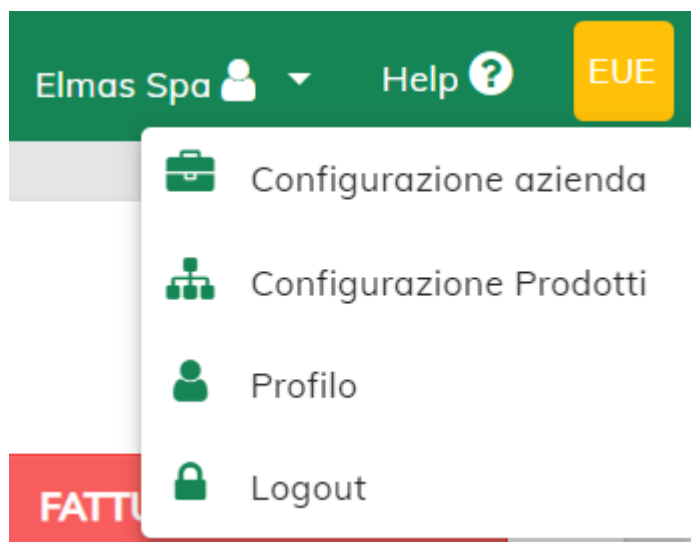 Elmas Spa Help ? EUE
Configurazione azienda
Configurazione Prodotti
Profilo
Logout